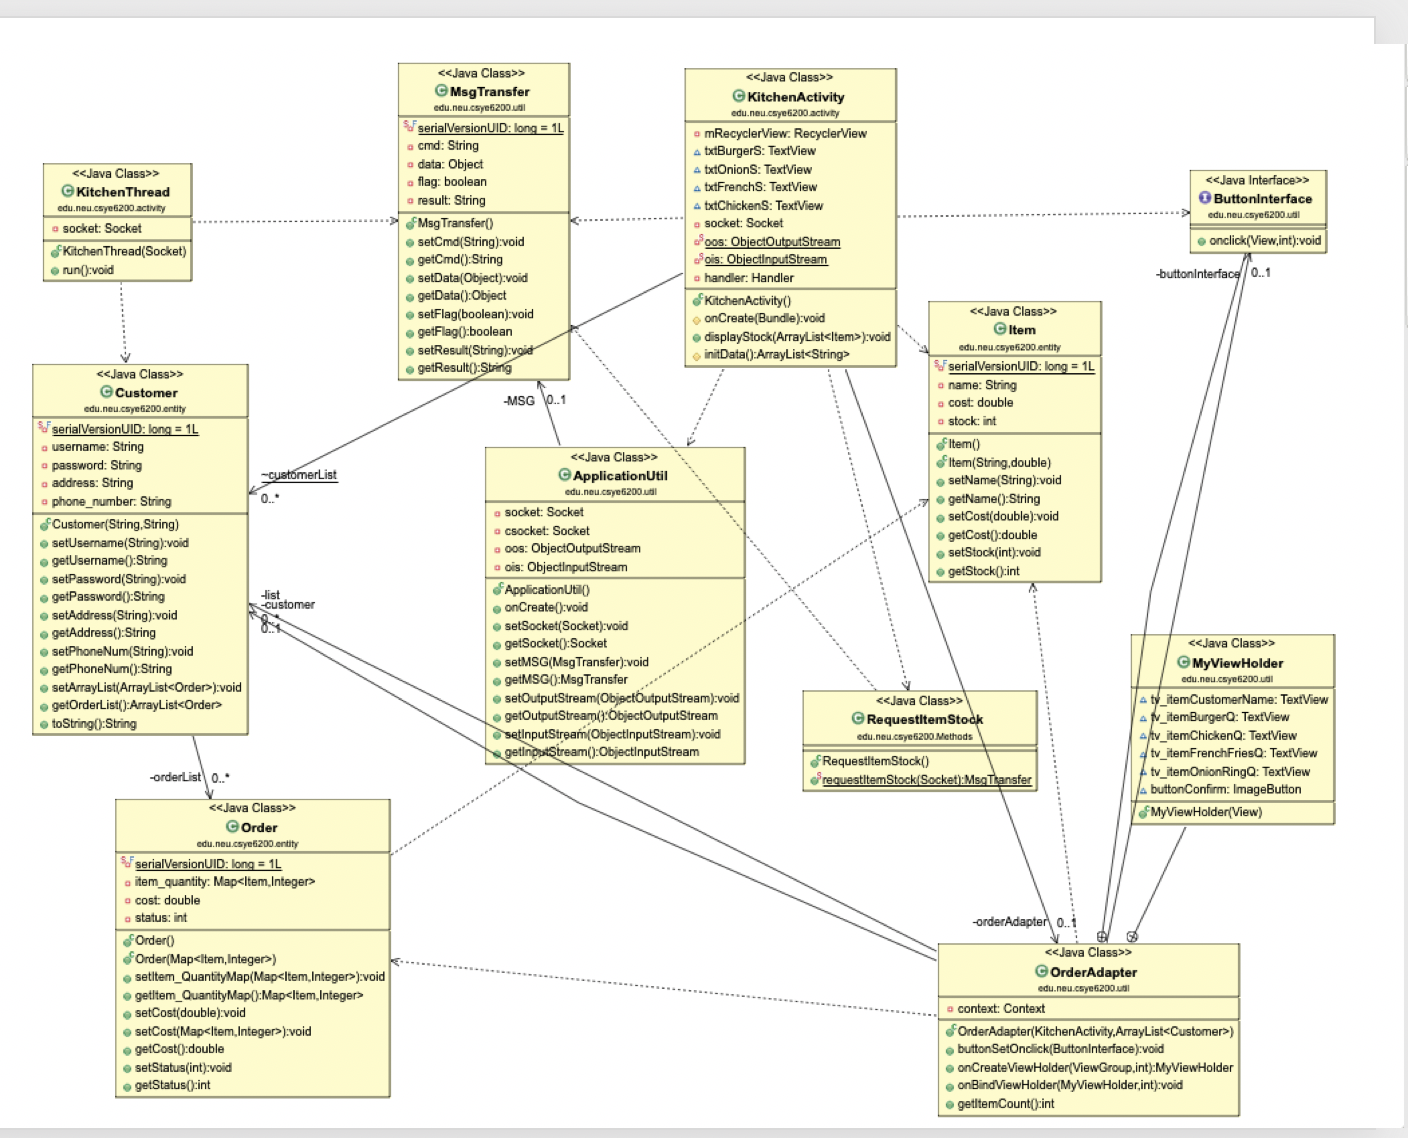 <<Java Class>>
MsgTransfer
edu.neu.csye6200.util
serialVersionUID: long = 1L
cmd: String
data: Object
flag: boolean
result: String
MsgTransfer()
setCmd(String):void
getCmd():String
setData(Object):void
getData():Object
setFlag(boolean):void
getFlag():boolean
setResult(String):void
getResult():String
<<Java Class>>
KitchenActivity
edu.neu.csye6200.activity
mRecyclerView: RecyclerView
txtBurgerS: TextView
txtOnionS: TextView
txtFrenchS: TextView
txtChickenS: TextView
socket: Socket
oos: ObjectOutputStream
ois: ObjectInputStream
handler: Handler
KitchenActivity()
onCreate(Bundle):void
displayStock(ArrayList<Item>):void
initData():ArrayList<String>
<<Java Class>>
KitchenThread
edu.neu.csye6200.activity
socket: Socket
KitchenThread(Socket)
run():void
<<Java Interface>>
ButtonInterface
edu.neu.csye6200.util
onclick(View,int):void
-buttonInterface
0..1
<<Java Class>>
Item
edu.neu.csye6200.entity
serialVersionUID: long = 1L
name: String
cost: double
stock: int
Item()
Item(String,double)
setName(String):void
getName():String
setCost(double):void
getCost():double
setStock(int):void
getStock():int
<<Java Class>>
Customer
edu.neu.csye6200.entity
serialVersionUID: long = 1L
username: String
password: String
address: String
phone_number: String
Customer(String,String)
setUsername(String):void
getUsername():String
setPassword(String):void
getPassword():String
setAddress(String):void
getAddress():String
setPhoneNum(String):void
getPhoneNum():String
setArrayList(ArrayList<Order>):void
getOrderList():ArrayList<Order>
toString():String
~customerList
0..*
-list
-customer
0..*
0..1
-MSG
0..1
<<Java Class>>
ApplicationUtil
edu.neu.csye6200.util
socket: Socket
csocket: Socket
oos: ObjectOutputStream
ois: ObjectInputStream
ApplicationUtil()
onCreate():void
setSocket(Socket):void
getSocket():Socket
setMSG(MsgTransfer):void
getMSG():MsgTransfer
setOutputStream(ObjectOutputStream):void
getOutputStream():ObjectOutputStream
setInputStream(ObjectInputStream):void
getInputStream():ObjectInputStream
<<Java Class>>
RequestItemStock
edu.neu.csye6200.Methods
RequestItemStock()
requestItemStock(Socket):MsgTransfer
<<Java Class>>
MyViewHolder
edu.neu.csye6200.util
tv_itemCustomerName: TextView
tv_itemBurgerQ: TextView
tv_itemChickenQ: TextView
tv_itemFrenchFriesQ: TextView
tv_itemOnionRingQ: TextView
buttonConfirm: ImageButton
MyViewHolder(View)
-orderList
0..*
<<Java Class>>
Order
edu.neu.csye6200.entity
serialVersionUID: long = 1L
item_quantity: Map<Item,Integer>
cost: double
status: int
Order()
Order(Map<Item,Integer>)
setItem_QuantityMap(Map<Item,Integer>):void
getItem_QuantityMap():Map<Item,Integer>
setCost(double):void
setCost(Map<Item,Integer>):void
getCost():double
setStatus(int):void
getStatus():int
-orderAdapter
0..1
<<Java Class>>
OrderAdapter
edu.neu.csye6200.util
context: Context
OrderAdapter(KitchenActivity,ArrayList<Customer>)
buttonSetOnclick(ButtonInterface):void
onCreateViewHolder(ViewGroup,int):MyViewHolder
onBindViewHolder(MyViewHolder,int):void
getItemCount():int